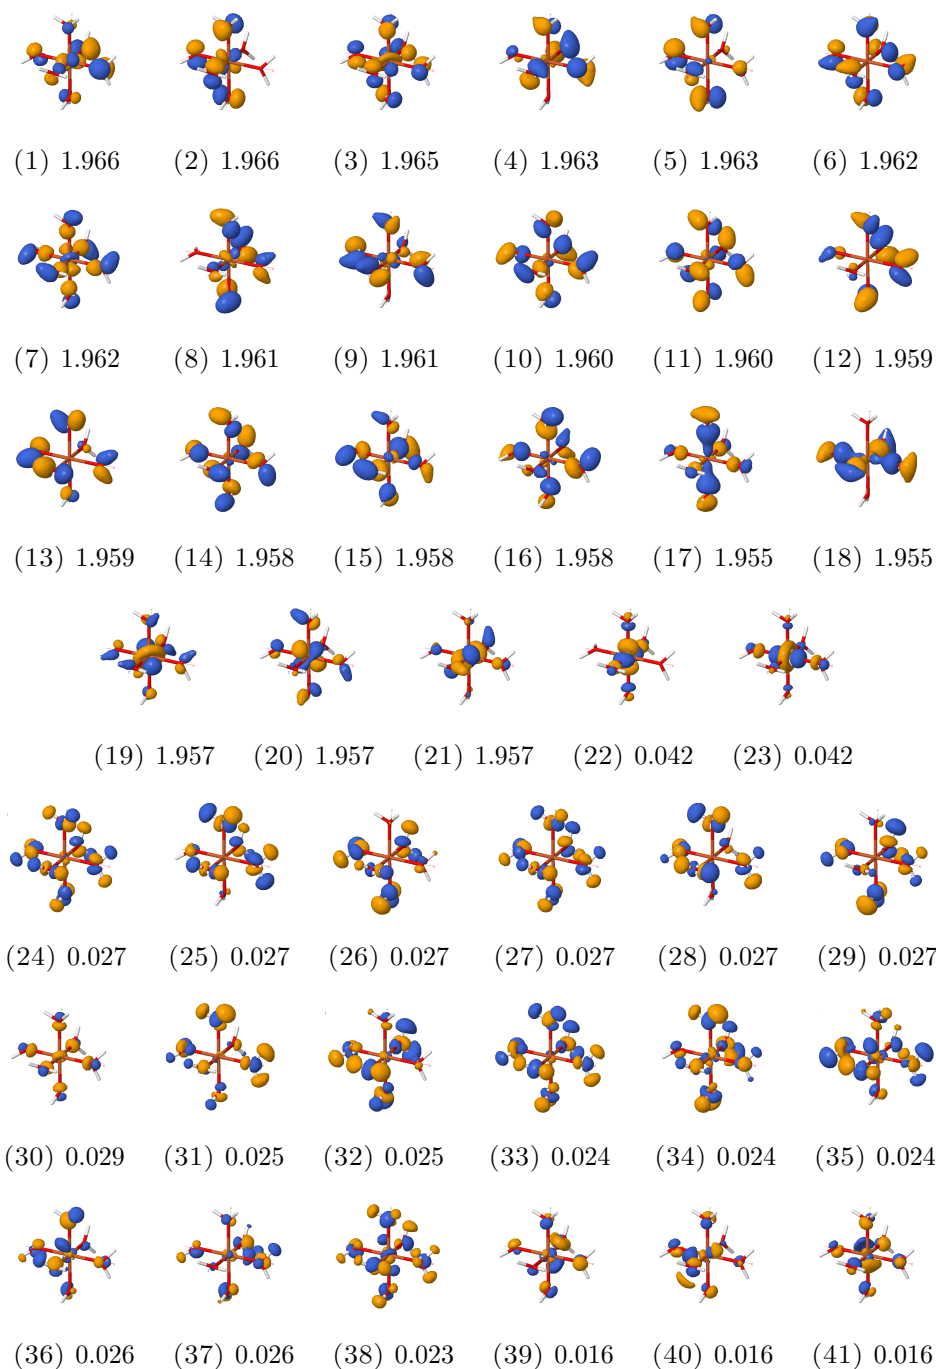 (1) 1.966 (2) 1.966 (3) 1.965 (4) 1.963 (5) 1.963 (6) 1.962
(7) 1.962 (8) 1.961 (9) 1.961 (10) 1.960 (11) 1.960 (12) 1.959
(13) 1.959 (14) 1.958 (15) 1.958 (16) 1.958 (17) 1.955 (18) 1.955
(19) 1.957 (20) 1.957 (21) 1.957 (22) 0.042 (23) 0.042
(24) 0.027 (25) 0.027 (26) 0.027 (27) 0.027 (28) 0.027 (29) 0.027
(30) 0.029 (31) 0.025 (32) 0.025 (33) 0.024 (34) 0.024 (35) 0.024
(36) 0.026 (37) 0.026 (38) 0.023 (39) 0.016 (40) 0.016 (41) 0.016